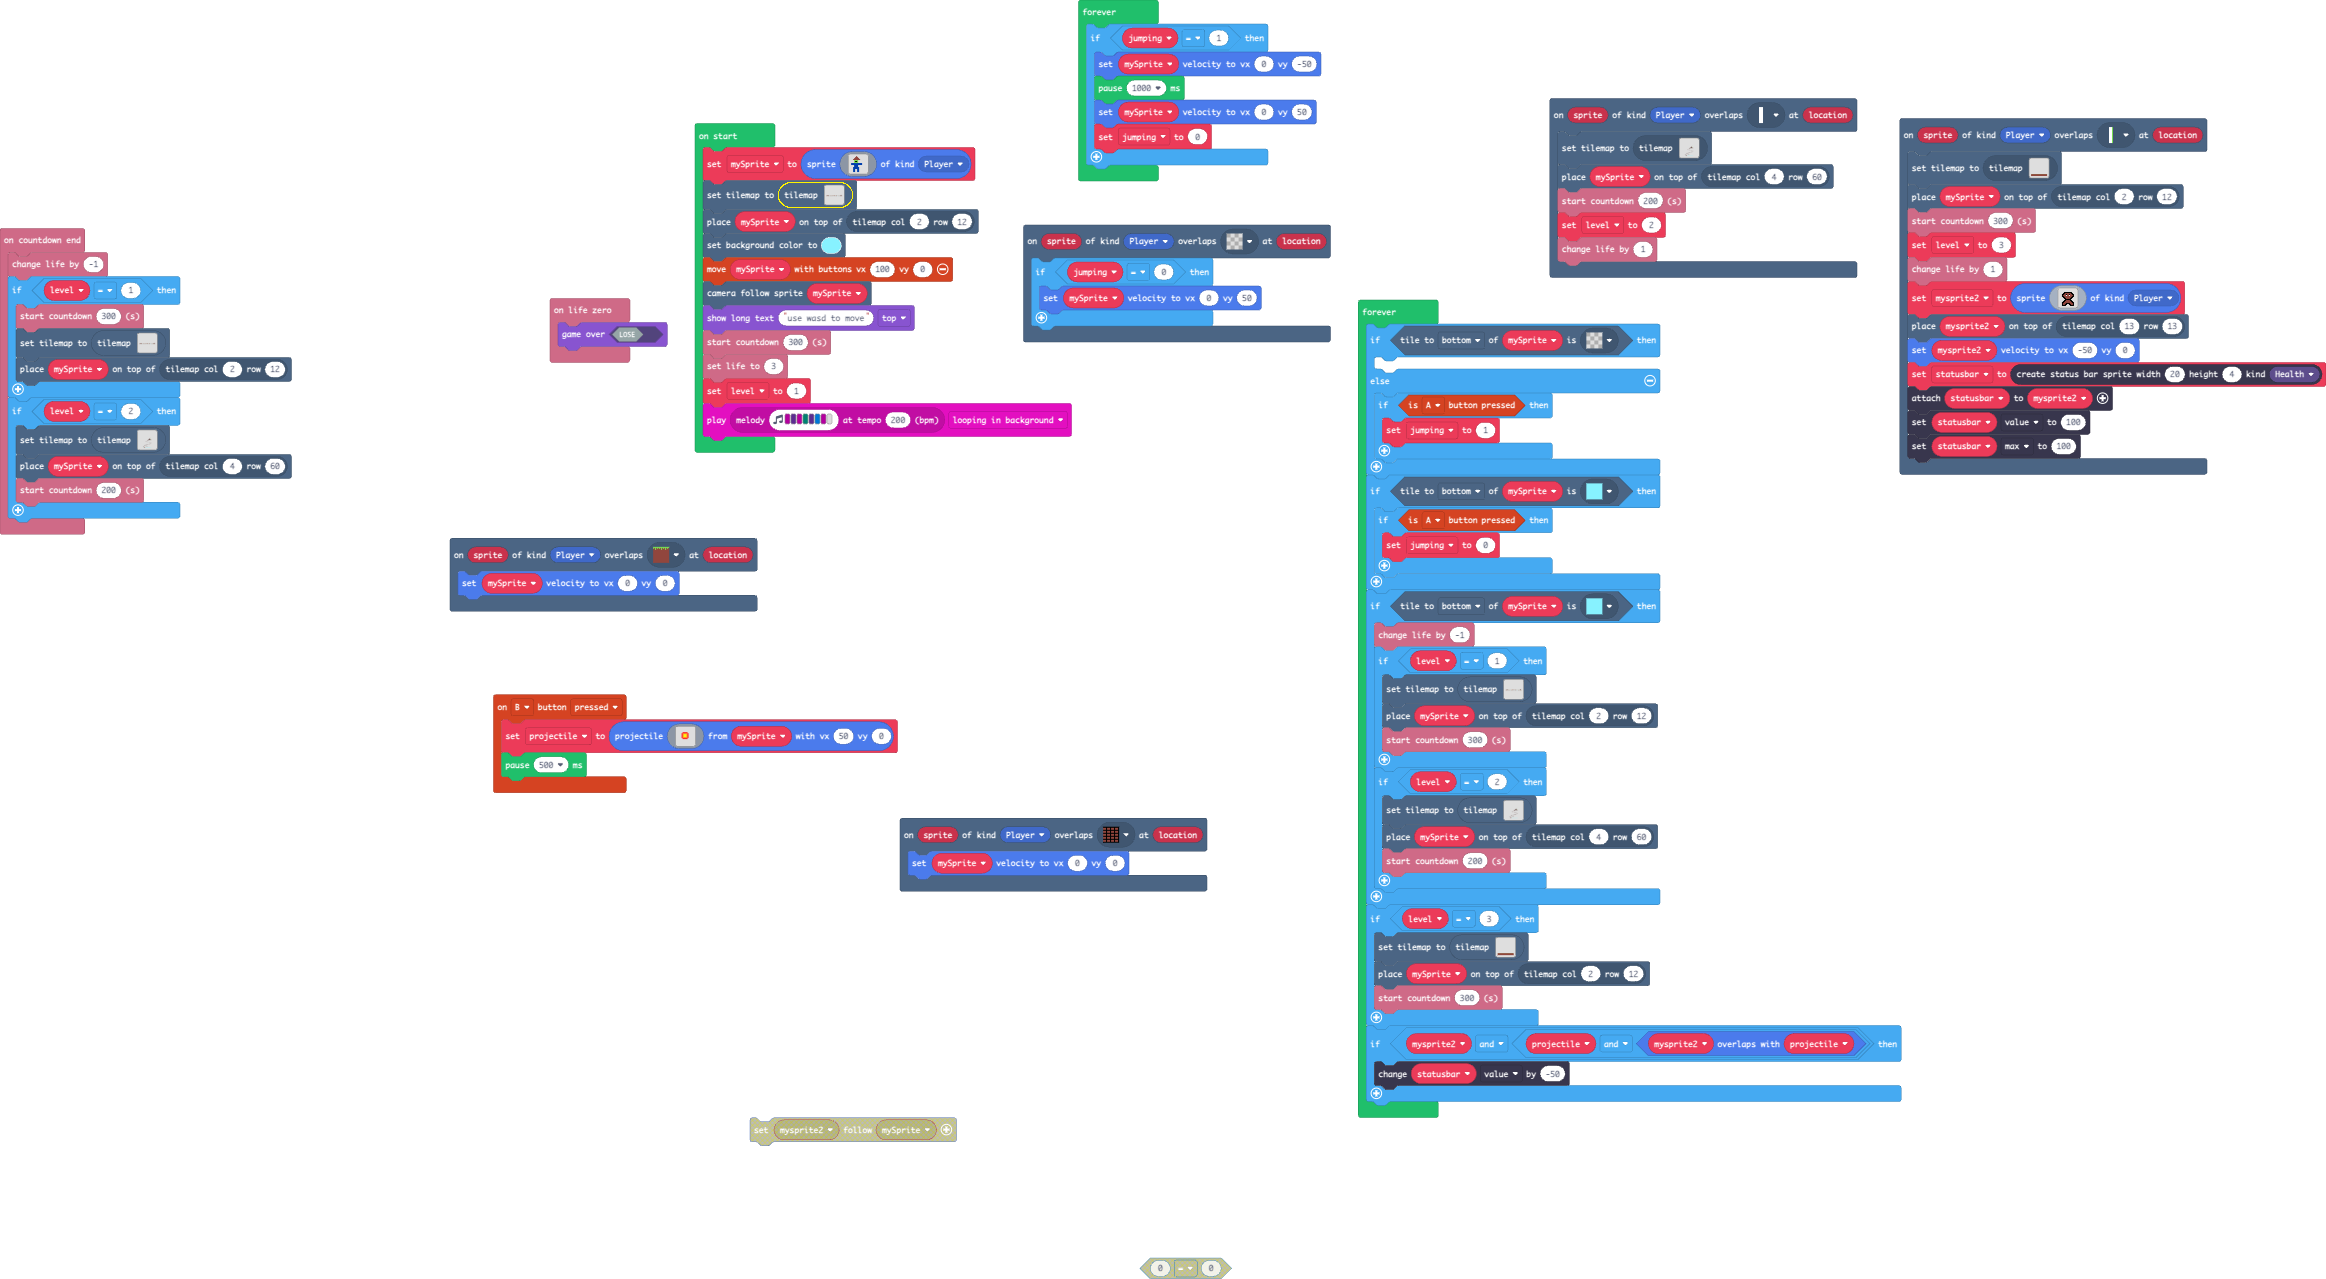 on countdown end
change life by -1
if level = 1 then
start countdown 300 (s)
set tilemap to tilemap
place mySprite on top of tilemap col 2 row 12
if level = 2 then
set tilemap to tilemap
place mySprite on top of tilemap col 4 row 60
start countdown 200 (s)
on life zero
game over LOSE
on start
set mySprite to sprite of kind Player
set tilemap to tilemap
place mySprite on top of tilemap col 2 row 12
set background color to
move mySprite with buttons vx 100 vy 0
camera follow sprite mySprite
show long text "use wasd to move" top
start countdown 300 (s)
set life to 3
set level to 1
play melody at tempo 200 (bpm) looping in background
forever
if jumping = 1 then
set mySprite velocity to vx 0 vy -50
pause 1000 ms
set mySprite velocity to vx 0 vy 50
set jumping to 0
on sprite of kind Player overlaps at location
if jumping = 0 then
set mySprite velocity to vx 0 vy 50
on sprite of kind Player overlaps at location
set tilemap to tilemap
place mySprite on top of tilemap col 4 row 60
start countdown 200 (s)
set level to 2
change life by 1
on sprite of kind Player overlaps at location
set tilemap to tilemap
place mySprite on top of tilemap col 2 row 12
start countdown 300 (s)
set level to 3
change life by 1
set mysprite2 to sprite of kind Player
place mysprite2 on top of tilemap col 13 row 13
set mysprite2 velocity to vx -50 vy 0
set statusbar to create status bar sprite width 20 height 4 kind Health
attach statusbar to mysprite2
set statusbar value to 100
set statusbar max to 100
forever
if tile to bottom of mySprite is then
else
if is A button pressed then
set jumping to 1
if tile to bottom of mySprite is then
if is A button pressed then
set jumping to 0
if tile to bottom of mySprite is then
change life by -1
if level = 1 then
set tilemap to tilemap
place mySprite on top of tilemap col 2 row 12
start countdown 300 (s)
if level = 2 then
set tilemap to tilemap
place mySprite on top of tilemap col 4 row 60
start countdown 200 (s)
if level = 3 then
set tilemap to tilemap
place mySprite on top of tilemap col 2 row 12
start countdown 300 (s)
if mysprite2 and projectile and mysprite2 overlaps with projectile then
change statusbar value by -50
on sprite of kind Player overlaps at location
set mySprite velocity to vx 0 vy 0
on B button pressed
set projectile to projectile from mySprite with vx 50 vy 0
pause 500 ms
on sprite of kind Player overlaps at location
set mySprite velocity to vx 0 vy 0
set mysprite2 follow mySprite
0 = 0